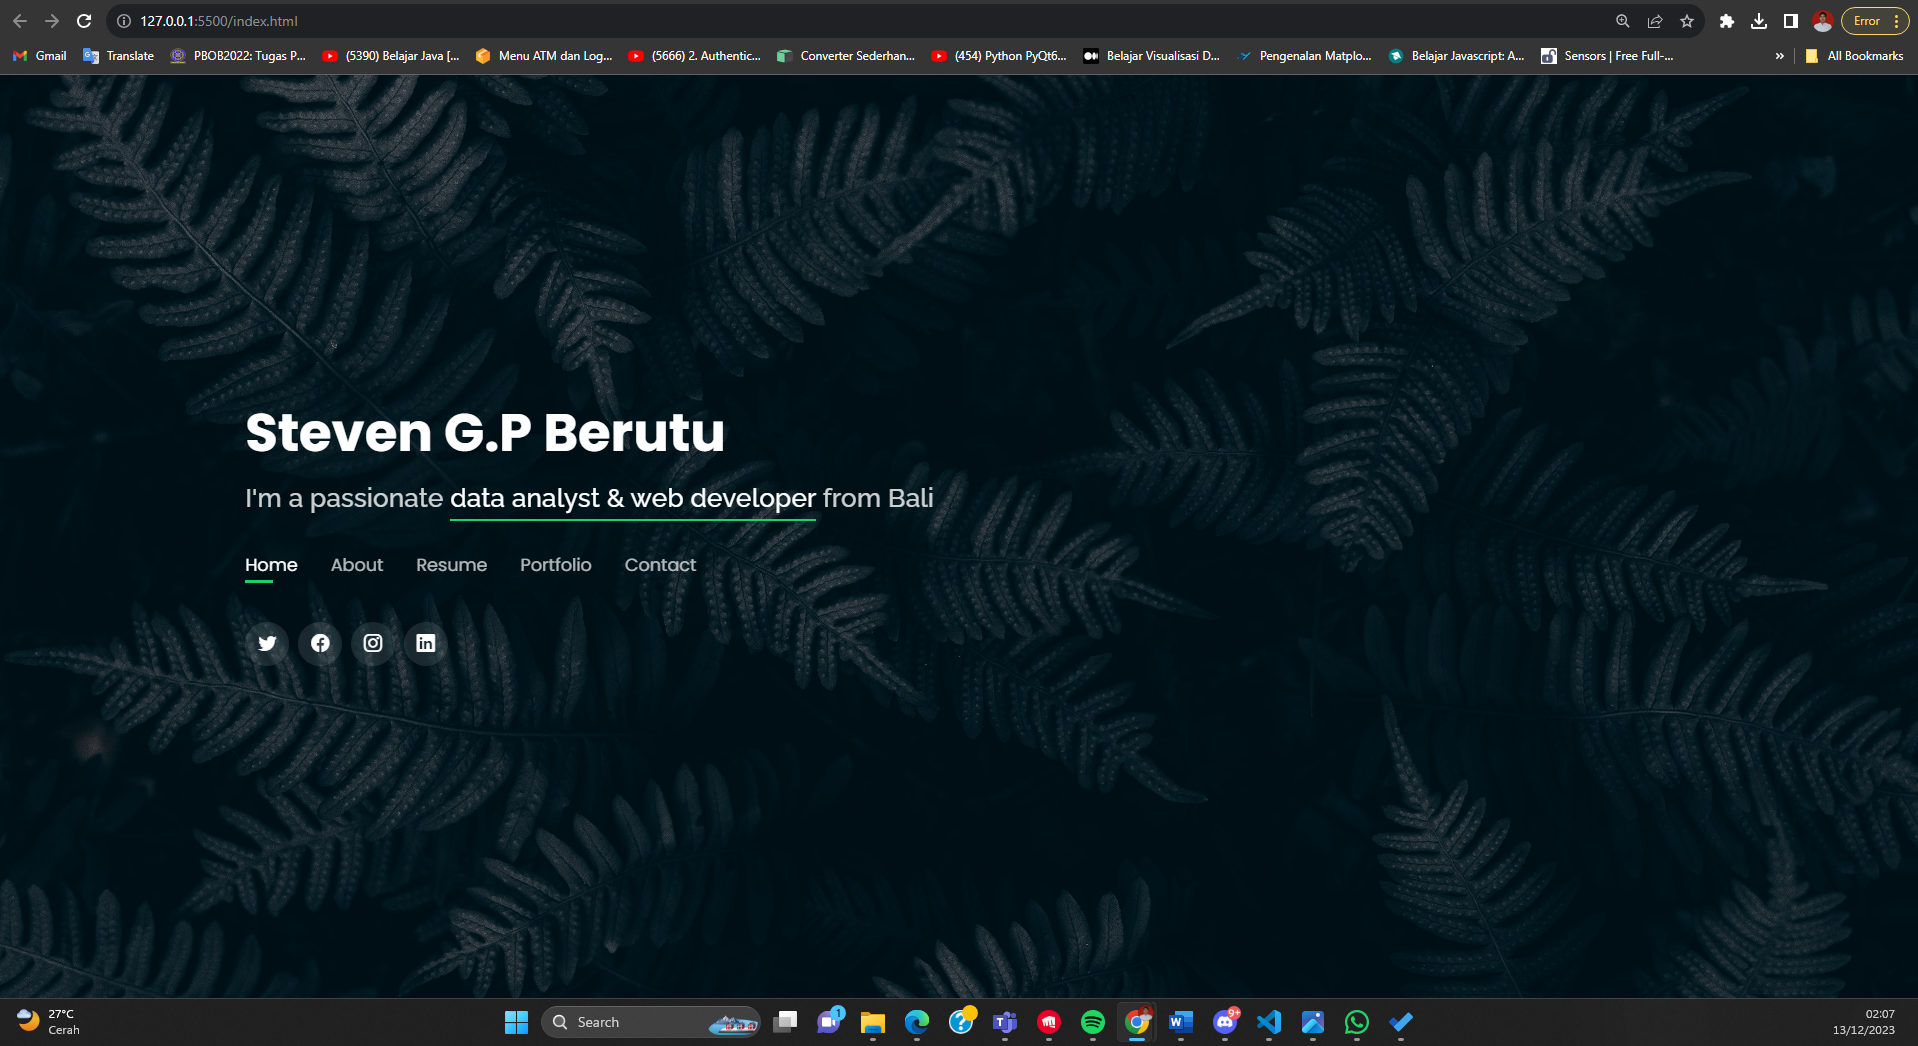 127.0.0.1:5500/index.html
Error
Gmail
Translate
PBOB2022: Tugas P...
(5390) Belajar Java [...
Menu ATM dan Log...
(5666) 2. Authentic...
Converter Sederhan...
(454) Python PyQt6...
Belajar Visualisasi D...
Pengenalan Matplo...
Belajar Javascript: A...
Sensors | Free Full-...
»
All Bookmarks
Steven G.P Berutu
I'm a passionate data analyst & web developer from Bali
Home
About
Resume
Portfolio
Contact
27°C
Cerah
Search
1
9+
02:07
13/12/2023